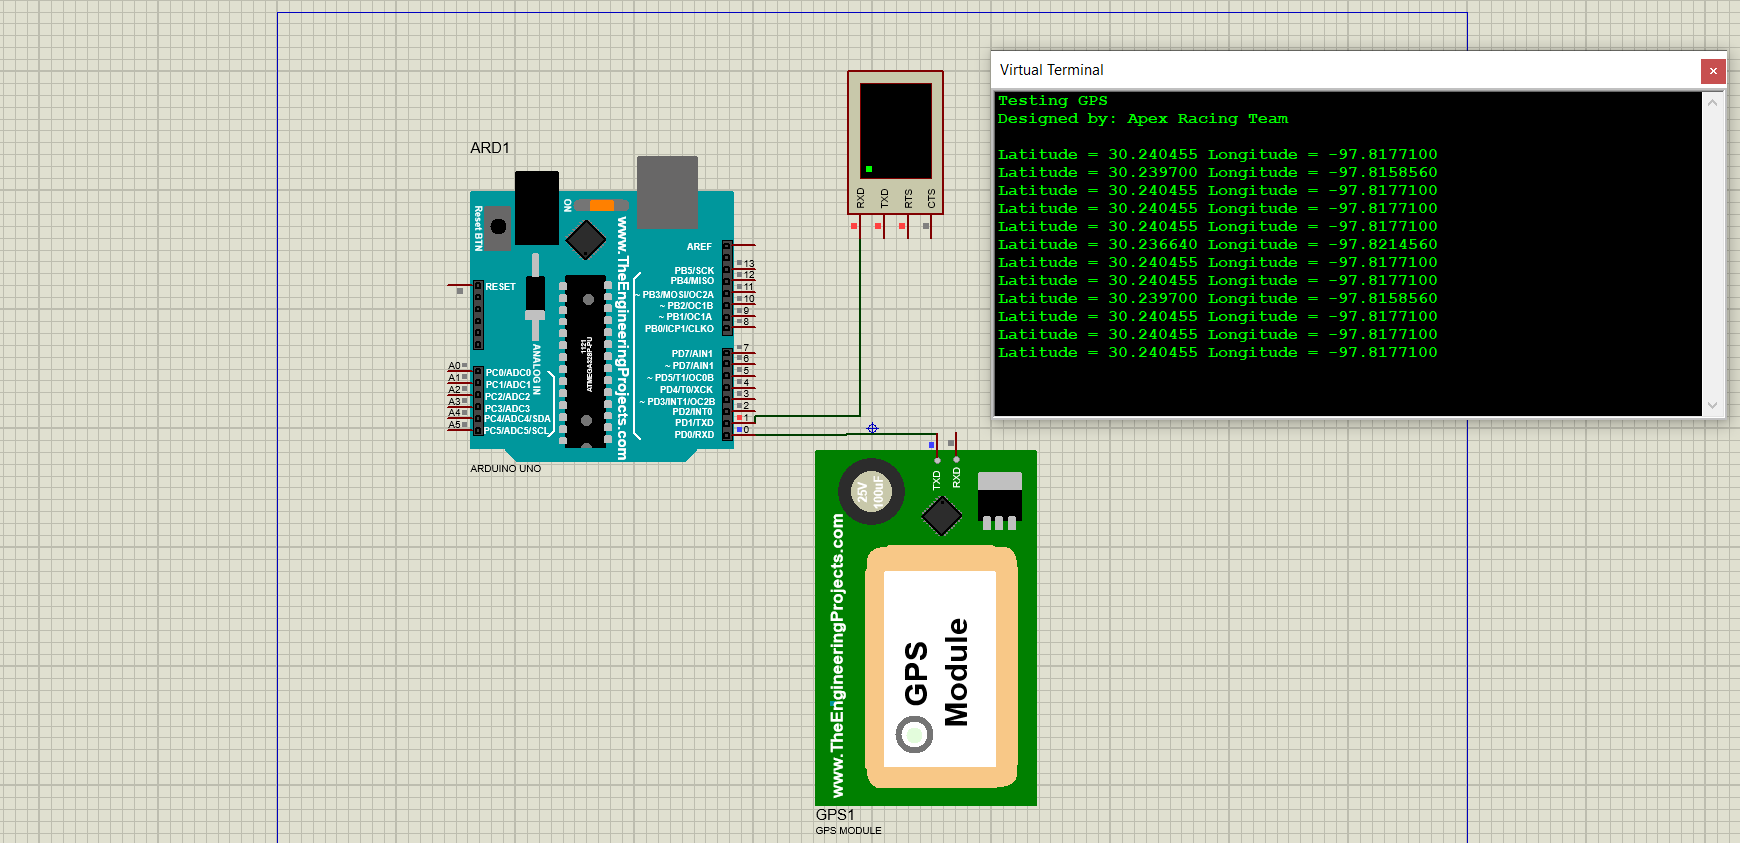 Virtual Terminal
Testing GPS
Designed by: Apex Racing Team
Latitude = 30.240455 Longitude = -97.8177100
Latitude = 30.239700 Longitude = -97.8158560
Latitude = 30.240455 Longitude = -97.8177100
Latitude = 30.240455 Longitude = -97.8177100
Latitude = 30.240455 Longitude = -97.8177100
Latitude = 30.236640 Longitude = -97.8214560
Latitude = 30.240455 Longitude = -97.8177100
Latitude = 30.240455 Longitude = -97.8177100
Latitude = 30.239700 Longitude = -97.8158560
Latitude = 30.240455 Longitude = -97.8177100
Latitude = 30.240455 Longitude = -97.8177100
Latitude = 30.240455 Longitude = -97.8177100
RXD
TXD
RTS
CTS
ARD1
Reset BTN
ON
www.TheEngineeringProjects.com
AREF
PB5/SCK 13
PB4/MISO 12
~ PB3/MOSI/OC2A 11
~ PB2/OC1B 10
~ PB1/OC1A 9
PB0/ICP1/CLKO 8
RESET
ANALOG IN
1121
ATMEGA328P-PU
PD7/AIN1 7
~ PD7/AIN1 6
~ PD5/T1/OC0B 5
PD4/T0/XCK 4
~ PD3/INT1/OC2B 3
PD2/INT0 2
PD1/TXD 1
PD0/RXD 0
A0 PC0/ADC0
A1 PC1/ADC1
A2 PC2/ADC2
A3 PC3/ADC3
A4 PC4/ADC4/SDA
A5 PC5/ADC5/SCL
ARDUINO UNO
TXD
RXD
25V
100uF
www.TheEngineeringProjects.com
GPS
Module
GPS1
GPS MODULE